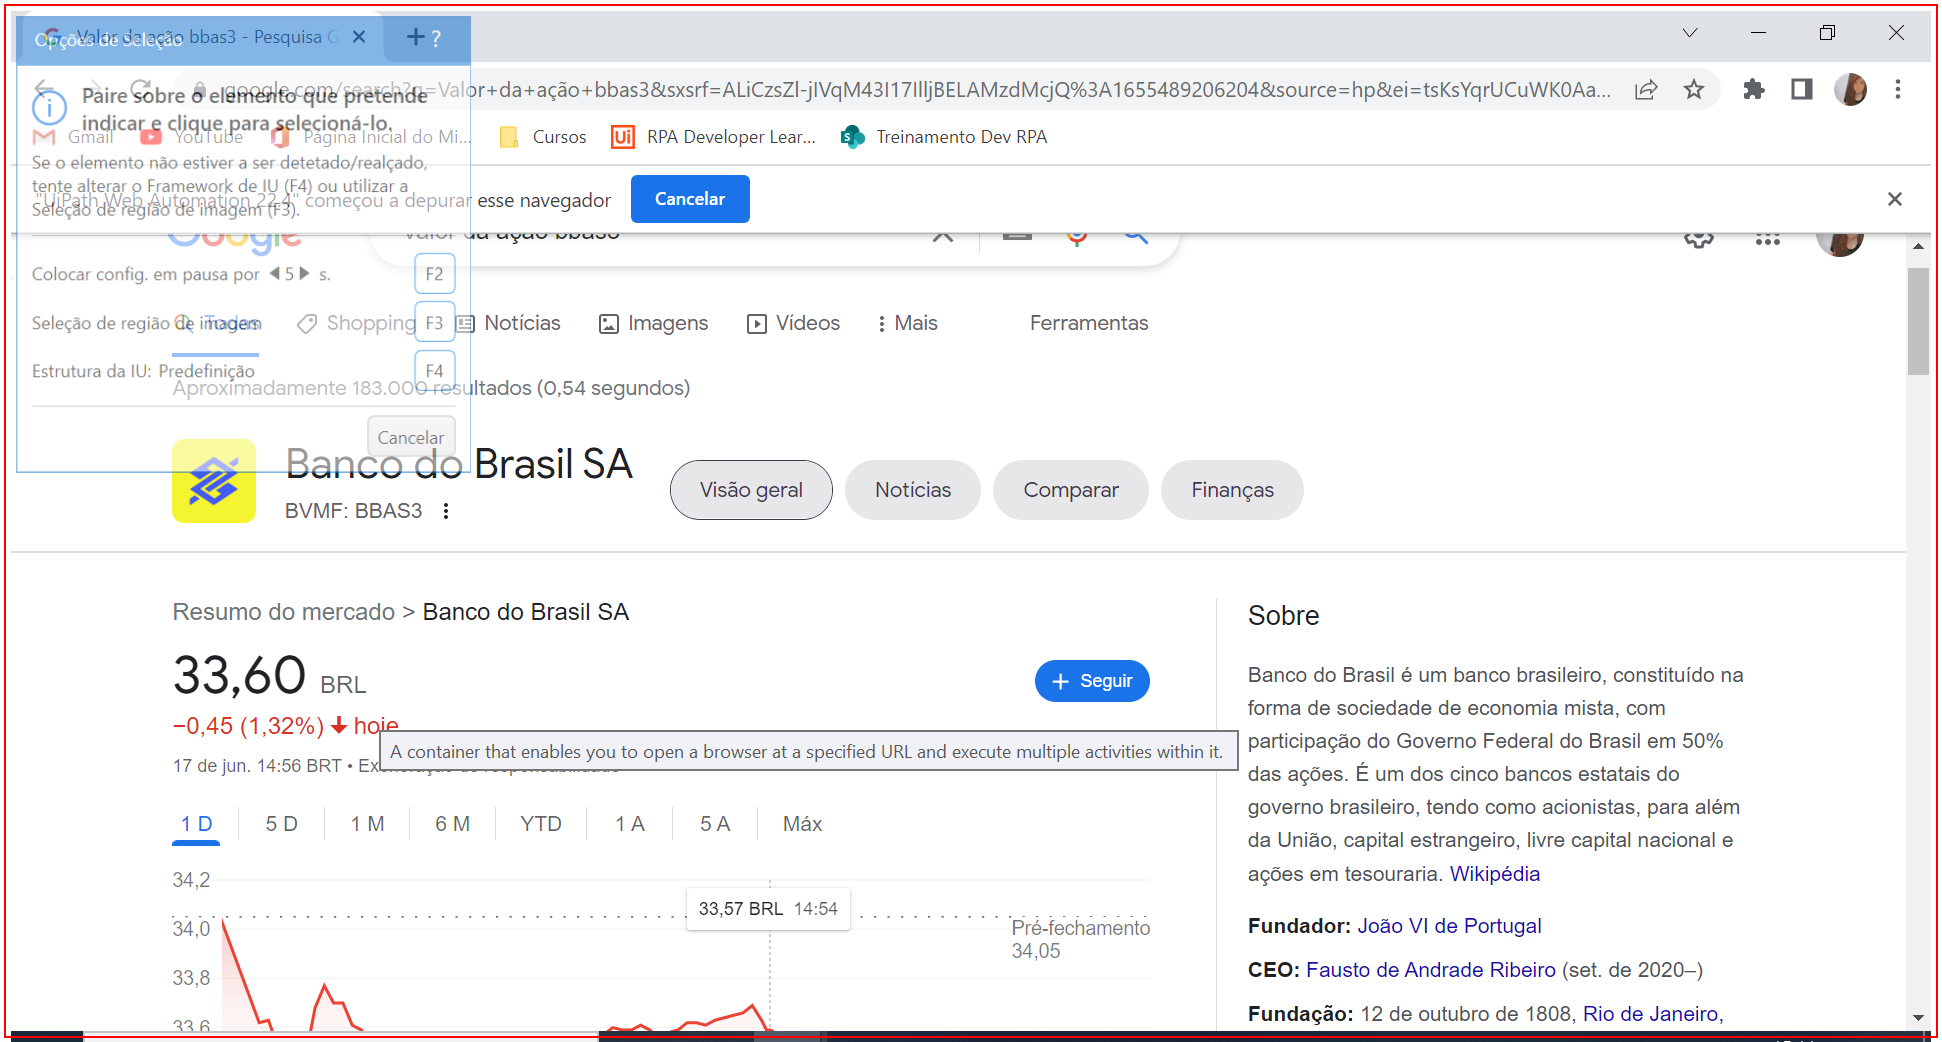 Opções de Seleção
Valor da ação bbas3 - Pesquisa G
?
Paire sobre o elemento que pretende
indicar e clique para selecioná-lo.
google.com/search?q=Valor+da+ação+bbas3&sxsrf=ALiCzsZl-jIVqM43I17IlljBELAMzdMcjQ%3A1655489206204&source=hp&ei=tsKsYqrUCuWK0Aa...
Gmail
YouTube
Página Inicial do Mi...
Cursos
RPA Developer Lear...
Treinamento Dev RPA
Se o elemento não estiver a ser detetado/realçado,
tente alterar o Framework de IU (F4) ou utilizar a
Seleção de região de imagem (F3).
"UiPath Web Automation 22.4" começou a depurar esse navegador
Cancelar
Google
valor da ação bbas3
Colocar config. em pausa por 5 s.
F2
Seleção de região de imagem
F3
Estrutura da IU: Predefinição
F4
Cancelar
Todas
Shopping
Notícias
Imagens
Vídeos
Mais
Ferramentas
Aproximadamente 183.000 resultados (0,54 segundos)
Banco do Brasil SA
BVMF: BBAS3
Visão geral
Notícias
Comparar
Finanças
Resumo do mercado > Banco do Brasil SA
33,60 BRL
−0,45 (1,32%) hoje
17 de jun. 14:56 BRT •
A container that enables you to open a browser at a specified URL and execute multiple activities within it.
+ Seguir
1 D
5 D
1 M
6 M
YTD
1 A
5 A
Máx
34,2
34,0
33,8
33,6
33,57 BRL 14:54
Pré-fechamento
34,05
Sobre
Banco do Brasil é um banco brasileiro, constituído na
forma de sociedade de economia mista, com
participação do Governo Federal do Brasil em 50%
das ações. É um dos cinco bancos estatais do
governo brasileiro, tendo como acionistas, para além
da União, capital estrangeiro, livre capital nacional e
ações em tesouraria. Wikipédia
Fundador: João VI de Portugal
CEO: Fausto de Andrade Ribeiro (set. de 2020–)
Fundação: 12 de outubro de 1808, Rio de Janeiro,